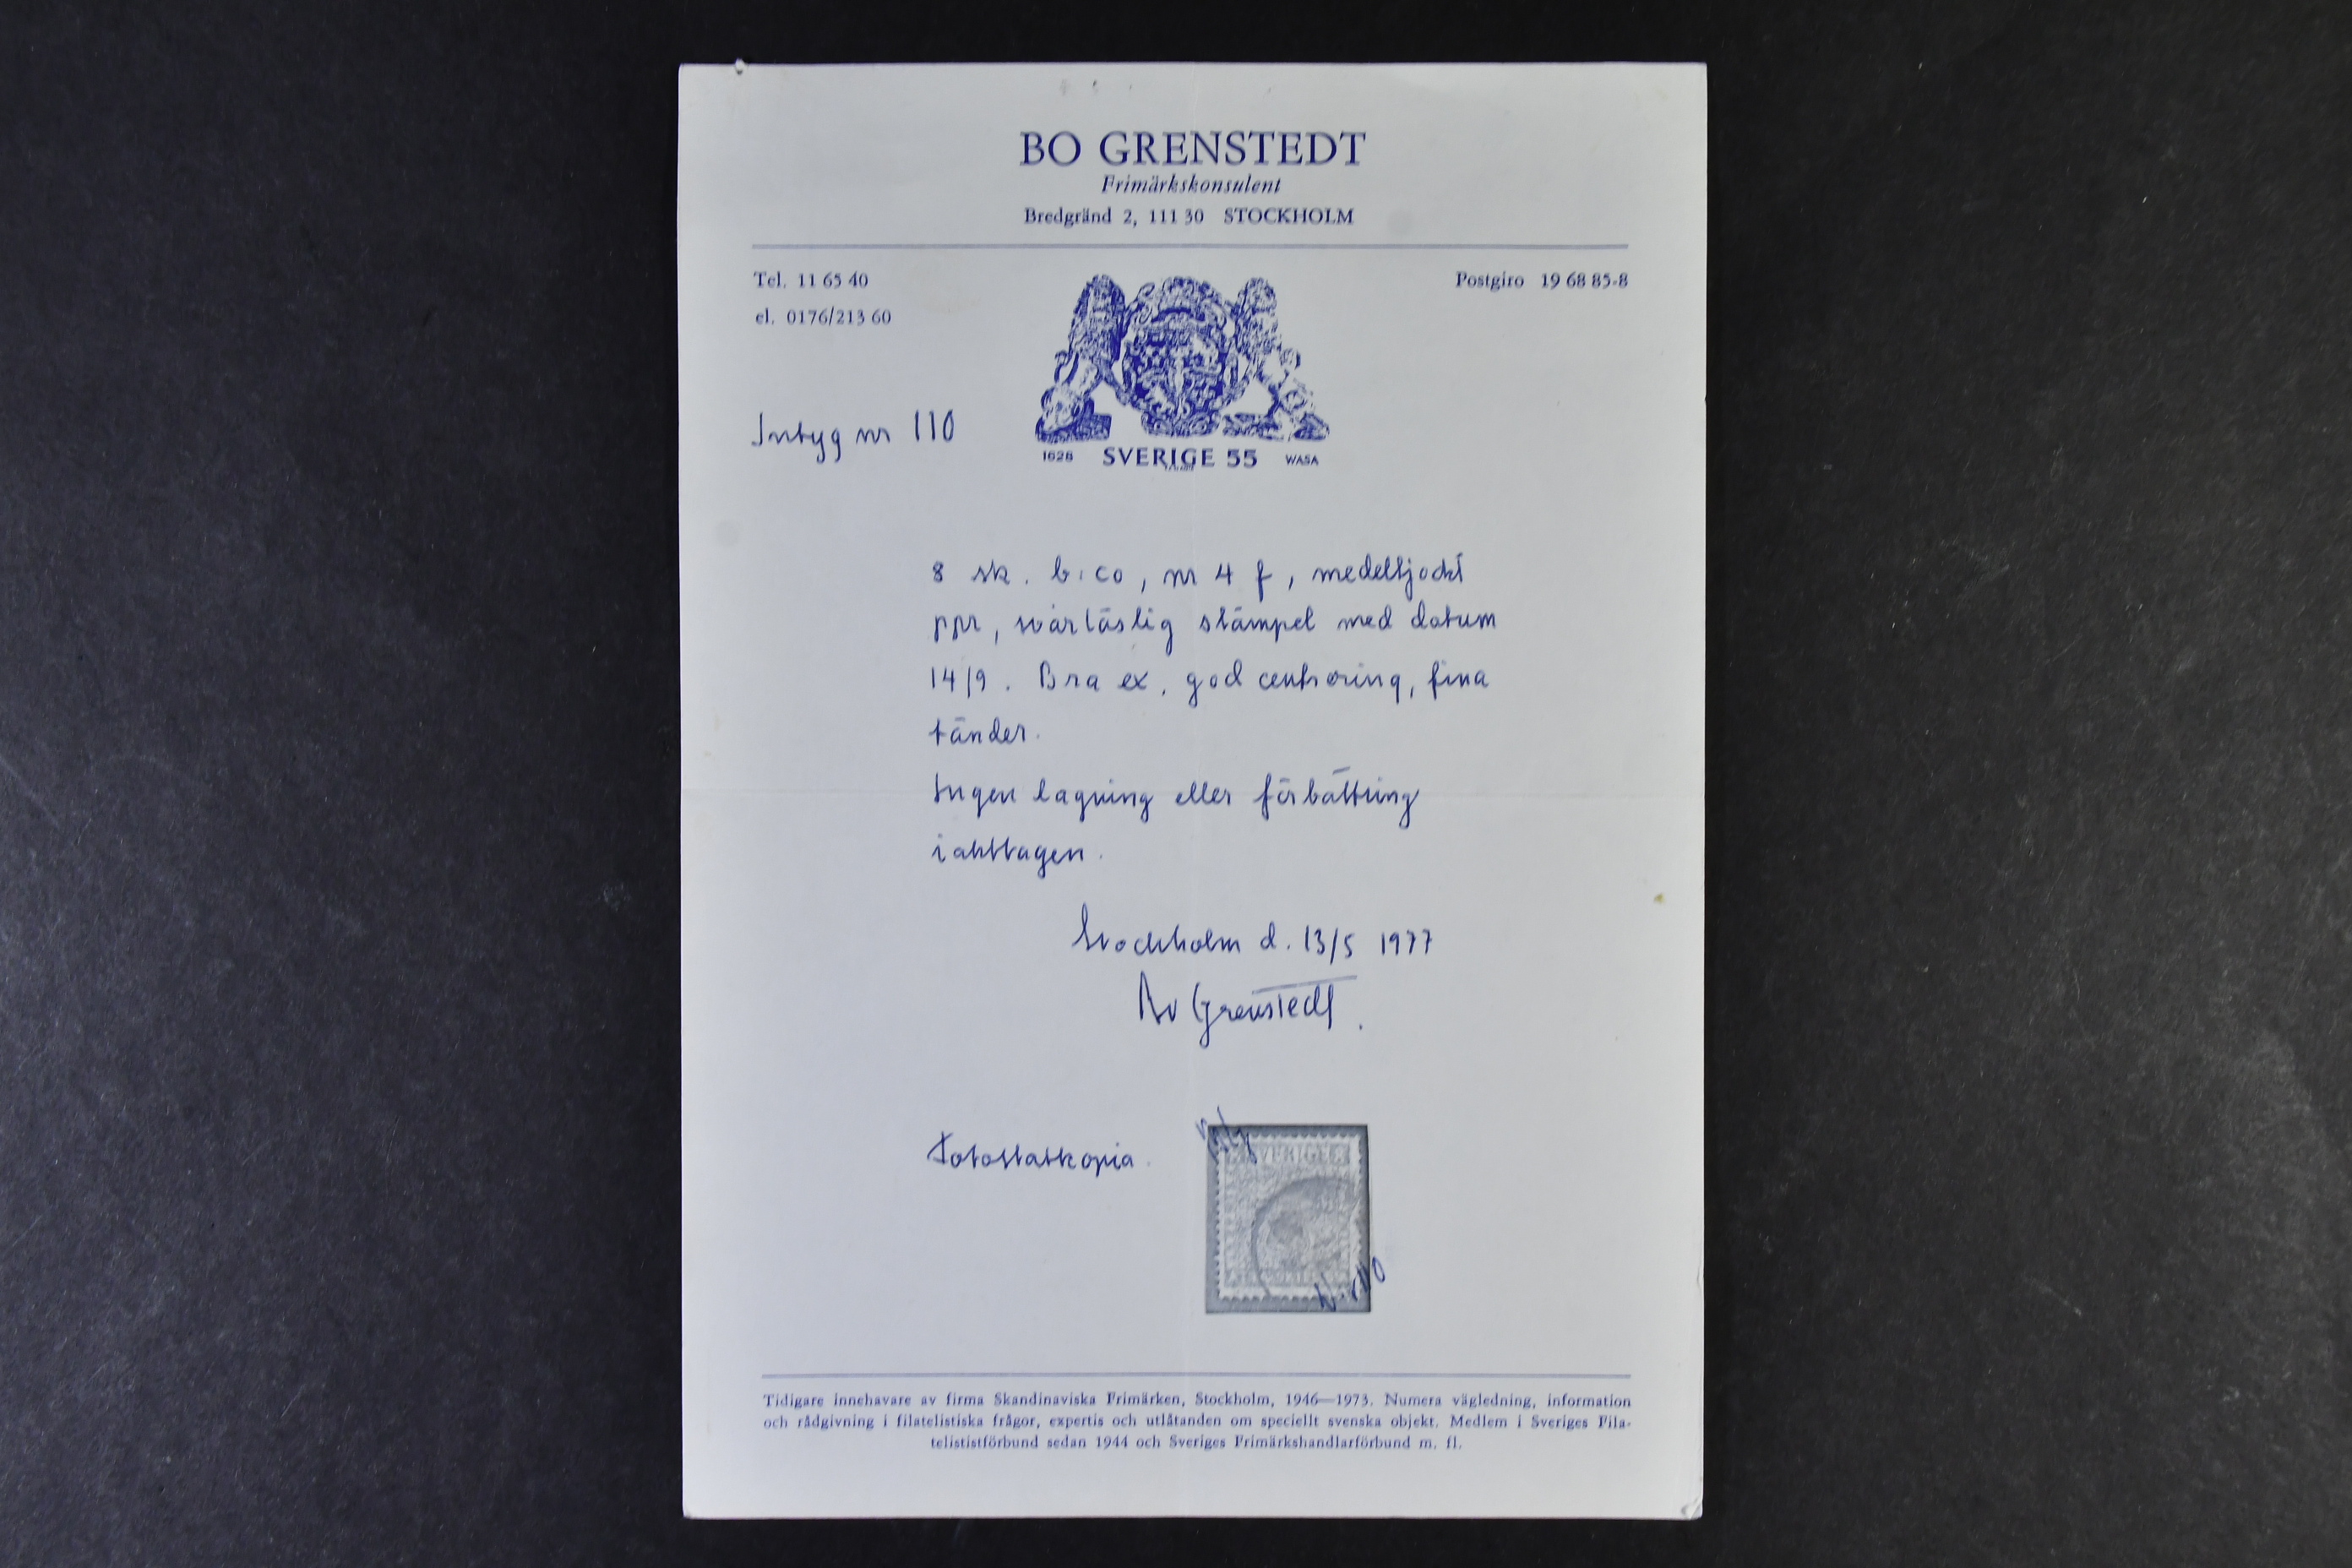 BO GRENSTEDT
Frimärkskonsulent
Bredgränd 2, 111 30 STOCKHOLM
Tel. 11 65 40
Postgiro 19 68 85-8
el. 0176/213 60
Intyg nr 110
1628 SVERIGE 55 WASA
8 sk. b:co, nr 4 f, medeltjockt
ppr, svårläslig stämpel med datum
14/9. Bra ex, god centrering, fina
tänder.
Ingen lagning eller förbättring
iakttagen.
Stockholm d. 13/5 1977
Bo Grenstedt.
Fotostatkopia.
SVERIGE
Tidigare innehavare av firma Skandinaviska Frimärken, Stockholm, 1946—1973. Numera vägledning, information
och rådgivning i filatelistiska frågor, expertis och utlåtanden om speciellt svenska objekt. Medlem i Sveriges Fila-
telististförbund sedan 1944 och Sveriges Frimärkshandlarförbund m. fl.